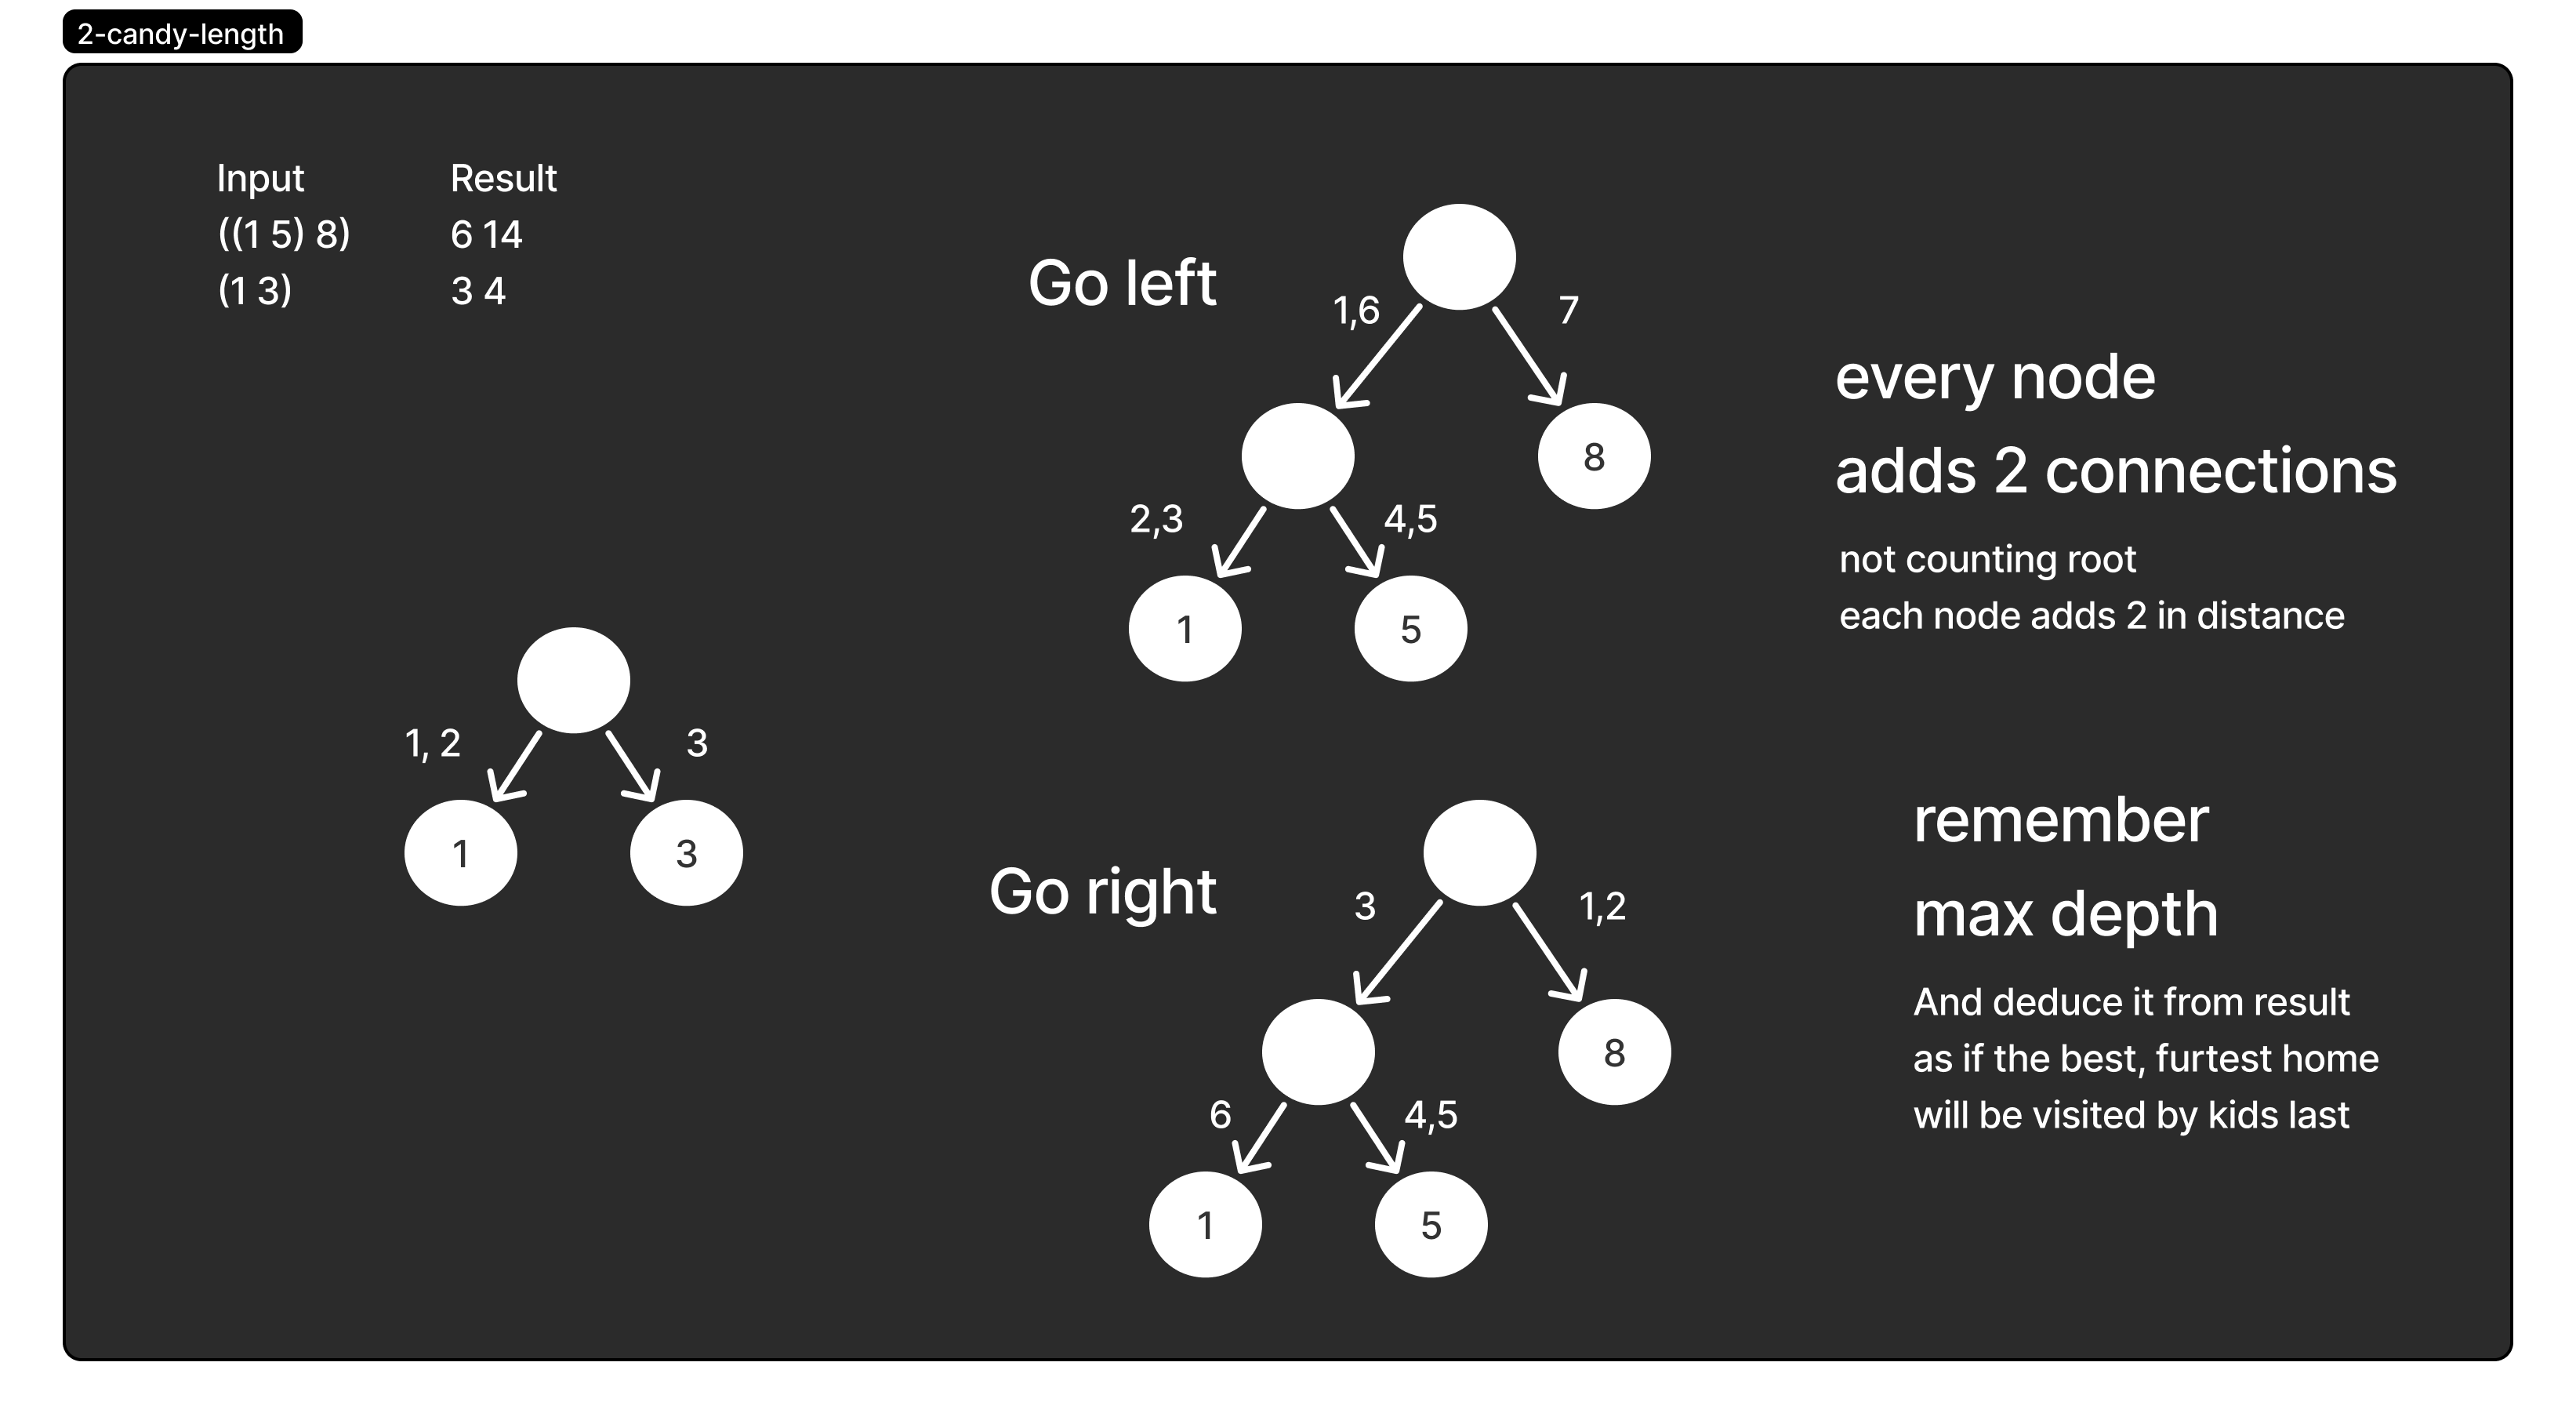 2-candy-length
Input
Result
((1 5) 8)
6 14
(1 3)
3 4
1, 2
3
1
3
Go left
1,6
7
8
2,3
4,5
1
5
Go right
3
1,2
8
6
4,5
1
5
every node
adds 2 connections
not counting root
each node adds 2 in distance
remember
max depth
And deduce it from result
as if the best, furtest home
will be visited by kids last